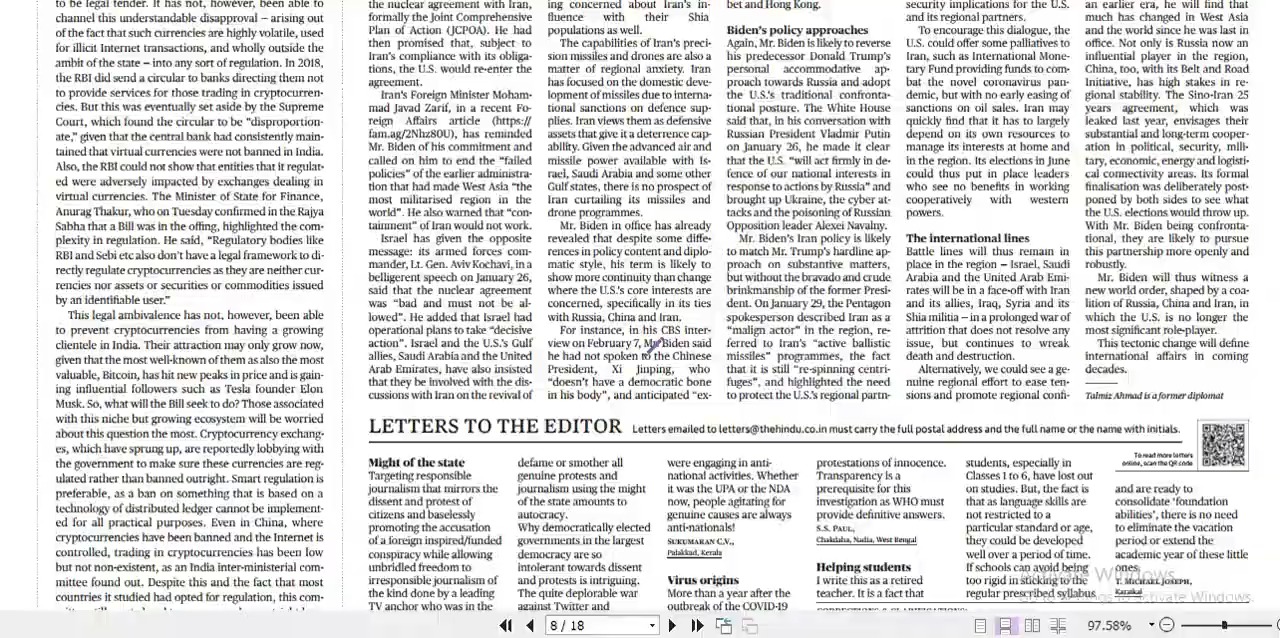 to be legal tender. It has not, however, been able to
channel this understandable disapproval – arising out
of the fact that such currencies are highly volatile, used
for illicit Internet transactions, and wholly outside the
ambit of the state – into any sort of regulation. In 2018,
the RBI did send a circular to banks directing them not
to provide services for those trading in cryptocurren-
cies. But this was eventually set aside by the Supreme
Court, which found the circular to be “disproportion-
ate,” given that the central bank had consistently main-
tained that virtual currencies were not banned in India.
Also, the RBI could not show that entities that it regulat-
ed were adversely impacted by exchanges dealing in
virtual currencies. The Minister of State for Finance,
Anurag Thakur, who on Tuesday confirmed in the Rajya
Sabha that a Bill was in the offing, highlighted the com-
plexity in regulation. He said, “Regulatory bodies like
RBI and Sebi etc also don’t have a legal framework to di-
rectly regulate cryptocurrencies as they are neither cur-
rencies nor assets or securities or commodities issued
by an identifiable user.”
This legal ambivalence has not, however, been able
to prevent cryptocurrencies from having a growing
clientele in India. Their attraction may only grow now,
given that the most well-known of them as also the most
valuable, Bitcoin, has hit new peaks in price and is gain-
ing influential followers such as Tesla founder Elon
Musk. So, what will the Bill seek to do? Those associated
with this niche but growing ecosystem will be worried
about this question the most. Cryptocurrency exchang-
es, which have sprung up, are reportedly lobbying with
the government to make sure these currencies are reg-
ulated rather than banned outright. Smart regulation is
preferable, as a ban on something that is based on a
technology of distributed ledger cannot be implement-
ed for all practical purposes. Even in China, where
cryptocurrencies have been banned and the Internet is
controlled, trading in cryptocurrencies has been low
but not non-existent, as an India inter-ministerial com-
mittee found out. Despite this and the fact that most
countries it studied had opted for regulation, this com-
the nuclear agreement with Iran,
formally the Joint Comprehensive
Plan of Action (JCPOA). He had
then promised that, subject to
Iran’s compliance with its obliga-
tions, the U.S. would re-enter the
agreement.
Iran’s Foreign Minister Moham-
mad Javad Zarif, in a recent Fo-
reign Affairs article (https://
fam.ag/2Nhz80U), has reminded
Mr. Biden of his commitment and
called on him to end the “failed
policies” of the earlier administra-
tion that had made West Asia “the
most militarised region in the
world”. He also warned that “con-
tainment” of Iran would not work.
Israel has given the opposite
message: its armed forces com-
mander, Lt. Gen. Aviv Kochavi, in a
belligerent speech on January 26,
said that the nuclear agreement
was “bad and must not be al-
lowed”. He added that Israel had
operational plans to take “decisive
action”. Israel and the U.S.’s Gulf
allies, Saudi Arabia and the United
Arab Emirates, have also insisted
that they be involved with the dis-
cussions with Iran on the revival of
ing concerned about Iran’s in-
fluence with their Shia
populations as well.
The capabilities of Iran’s preci-
sion missiles and drones are also a
matter of regional anxiety. Iran
has focused on the domestic deve-
lopment of missiles due to interna-
tional sanctions on defence sup-
plies. Iran views them as defensive
assets that give it a deterrence cap-
ability. Given the advanced air and
missile power available with Is-
rael, Saudi Arabia and some other
Gulf states, there is no prospect of
Iran curtailing its missiles and
drone programmes.
Mr. Biden in office has already
revealed that despite some diffe-
rences in policy content and diplo-
matic style, his term is likely to
show more continuity than change
where the U.S.’s core interests are
concerned, specifically in its ties
with Russia, China and Iran.
For instance, in his CBS inter-
view on February 7, Mr Biden said
he had not spoken to the Chinese
President, Xi Jinping, who
“doesn’t have a democratic bone
in his body”, and anticipated “ex-
bet and Hong Kong.
Biden’s policy approaches
Again, Mr. Biden is likely to reverse
his predecessor Donald Trump’s
personal accommodative ap-
proach towards Russia and adopt
the U.S.’s traditional confronta-
tional posture. The White House
said that, in his conversation with
Russian President Vladmir Putin
on January 26, he made it clear
that the U.S. “will act firmly in de-
fence of our national interests in
response to actions by Russia” and
brought up Ukraine, the cyber at-
tacks and the poisoning of Russian
Opposition leader Alexei Navalny.
Mr. Biden’s Iran policy is likely
to match Mr. Trump’s hardline ap-
proach on substantive matters,
but without the bravado and crude
brinkmanship of the former Presi-
dent. On January 29, the Pentagon
spokesperson described Iran as a
“malign actor” in the region, re-
ferred to Iran’s “active ballistic
missiles” programmes, the fact
that it is still “re-spinning centri-
fuges”, and highlighted the need
to protect the U.S.’s regional partn-
security implications for the U.S.
and its regional partners.
To encourage this dialogue, the
U.S. could offer some palliatives to
Iran, such as International Mone-
tary Fund providing funds to com-
bat the novel coronavirus pan-
demic, but with no early easing of
sanctions on oil sales. Iran may
quickly find that it has to largely
depend on its own resources to
manage its interests at home and
in the region. Its elections in June
could thus put in place leaders
who see no benefits in working
cooperatively with western
powers.
The international lines
Battle lines will thus remain in
place in the region – Israel, Saudi
Arabia and the United Arab Emi-
rates will be in a face-off with Iran
and its allies, Iraq, Syria and its
Shia militia – in a prolonged war of
attrition that does not resolve any
issue, but continues to wreak
death and destruction.
Alternatively, we could see a ge-
nuine regional effort to ease ten-
sions and promote regional confi-
an earlier era, he will find that
much has changed in West Asia
and the world since he was last in
office. Not only is Russia now an
influential player in the region,
China, too, with its Belt and Road
Initiative, has high stakes in re-
gional stability. The Sino-Iran 25
years agreement, which was
leaked last year, envisages their
substantial and long-term cooper-
ation in political, security, mili-
tary, economic, energy and logisti-
cal connectivity areas. Its formal
finalisation was deliberately post-
poned by both sides to see what
the U.S. elections would throw up.
With Mr. Biden being confronta-
tional, they are likely to pursue
this partnership more openly and
robustly.
Mr. Biden will thus witness a
new world order, shaped by a coa-
lition of Russia, China and Iran, in
which the U.S. is no longer the
most significant role-player.
This tectonic change will define
international affairs in coming
decades.
Talmiz Ahmad is a former diplomat
LETTERS TO THE EDITOR Letters emailed to letters@thehindu.co.in must carry the full postal address and the full name or the name with initials.
To read more letters
online, scan the QR code
Might of the state
Targeting responsible
journalism that mirrors the
dissent and protest of
citizens and baselessly
promoting the accusation
of a foreign inspired/funded
conspiracy while allowing
unbridled freedom to
irresponsible journalism of
the kind done by a leading
TV anchor who was in the
defame or smother all
genuine protests and
journalism using the might
of the state amounts to
autocracy.
Why democratically elected
governments in the largest
democracy are so
intolerant towards dissent
and protests is intriguing.
The quite deplorable war
against Twitter and
were engaging in anti-
national activities. Whether
it was the UPA or the NDA
now, people agitating for
genuine causes are always
anti-nationals!
SUKUMARAN C.V.,
Palakkad, Kerala
Virus origins
More than a year after the
outbreak of the COVID-19
protestations of innocence.
Transparency is a
prerequisite for this
investigation as WHO must
provide definitive answers.
S.S. PAUL,
Chakdaha, Nadia, West Bengal
Helping students
I write this as a retired
teacher. It is a fact that
CORRECTIONS & CLARIFICATIONS:
students, especially in
Classes 1 to 6, have lost out
on studies. But, the fact is
that as language skills are
not restricted to a
particular standard or age,
they could be developed
well over a period of time.
If schools can avoid being
too rigid in sticking to the
regular prescribed syllabus
and are ready to
consolidate ‘foundation
abilities’, there is no need
to eliminate the vacation
period or extend the
academic year of these little
ones.
T. MICHAEL JOSEPH,
Karaikal
Activate Windows
Go to Settings to activate Windows.
8 / 18
97.58%